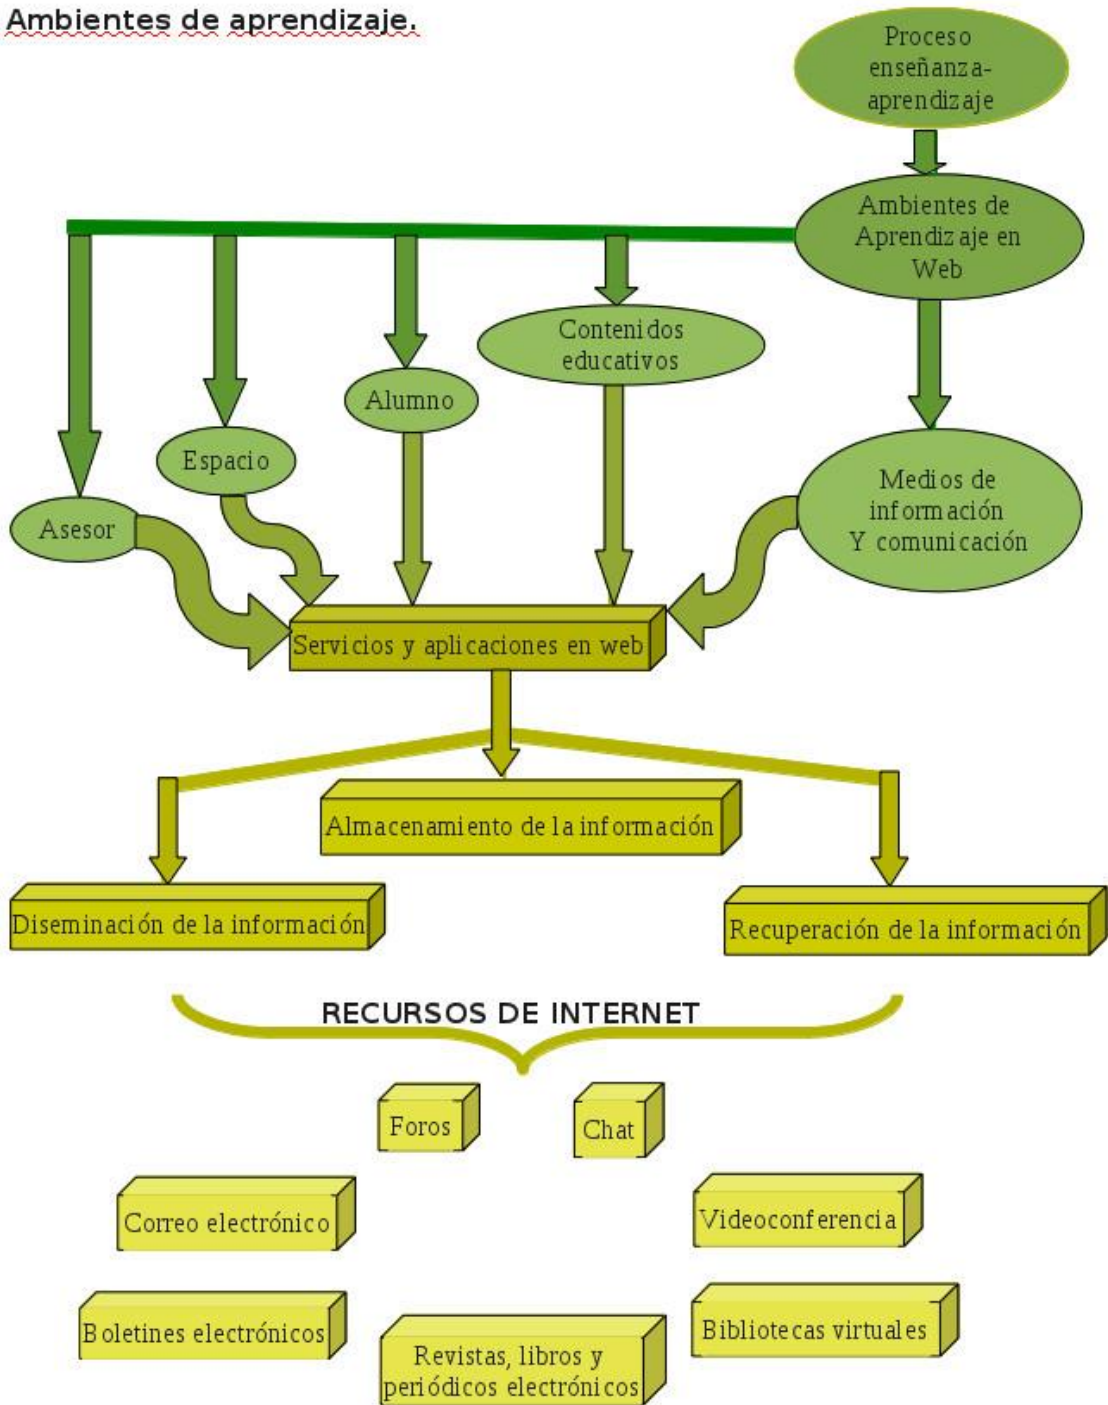 Ambientes de aprendizaje.
Proceso
enseñanza-
aprendizaje
Ambientes de
Aprendizaje en
Web
Contenidos
educativos
Alumno
Espacio
Asesor
Medios de
información
Y comunicación
Servicios y aplicaciones en web
Almacenamiento de la información
Diseminación de la información
Recuperación de la información
RECURSOS DE INTERNET
Foros
Chat
Correo electrónico
Videoconferencia
Boletines electrónicos
Bibliotecas virtuales
Revistas, libros y
periódicos electrónicos